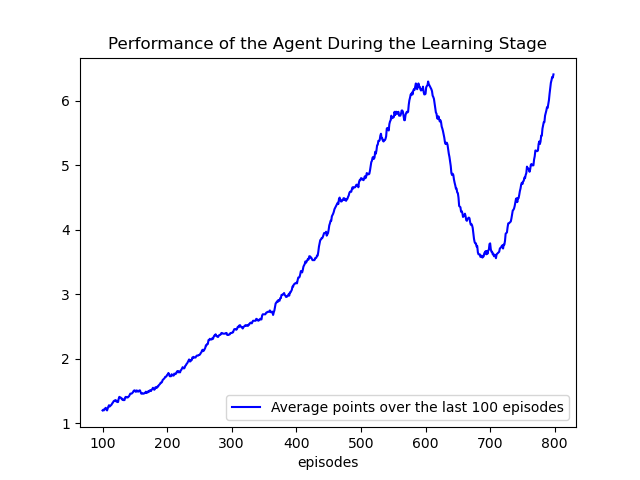 Performance of the Agent During the Learning Stage
6
5
4
3
2
1
Average points over the last 100 episodes
100 200 300 400 500 600 700 800
episodes